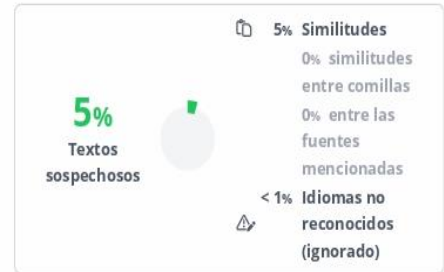 5%
Textos
sospechosos
5% Similitudes
0% similitudes
entre comillas
0% entre las
fuentes
mencionadas
< 1% Idiomas no
reconocidos
(ignorado)